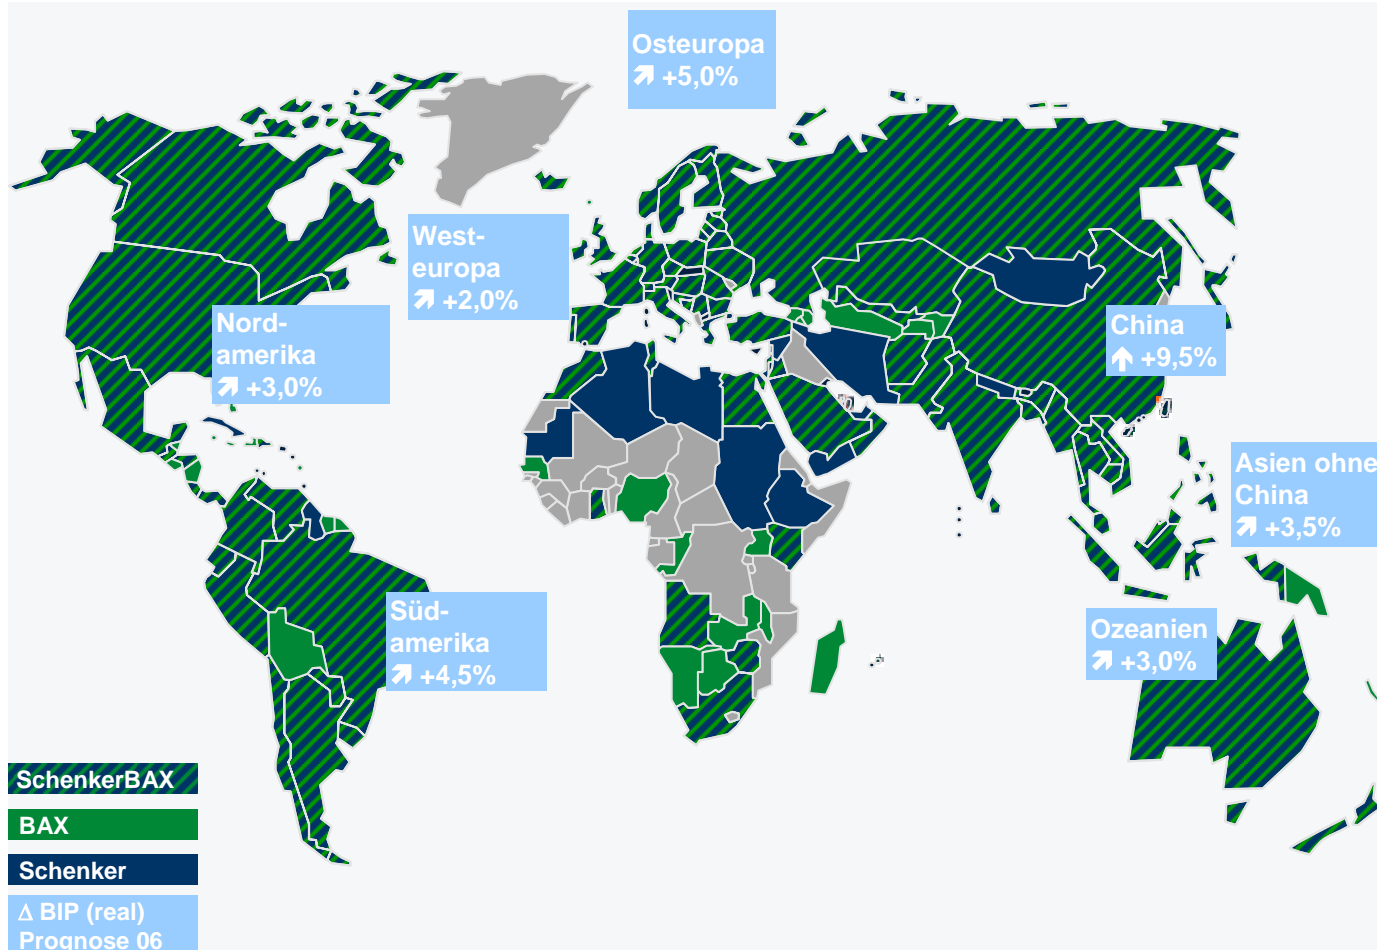 Osteuropa
+5,0%
West-
europa
+2,0%
Nord-
amerika
+3,0%
China
+9,5%
Asien ohne
China
+3,5%
Süd-
amerika
+4,5%
Ozeanien
+3,0%
SchenkerBAX
BAX
Schenker
Δ BIP (real)
Prognose 06